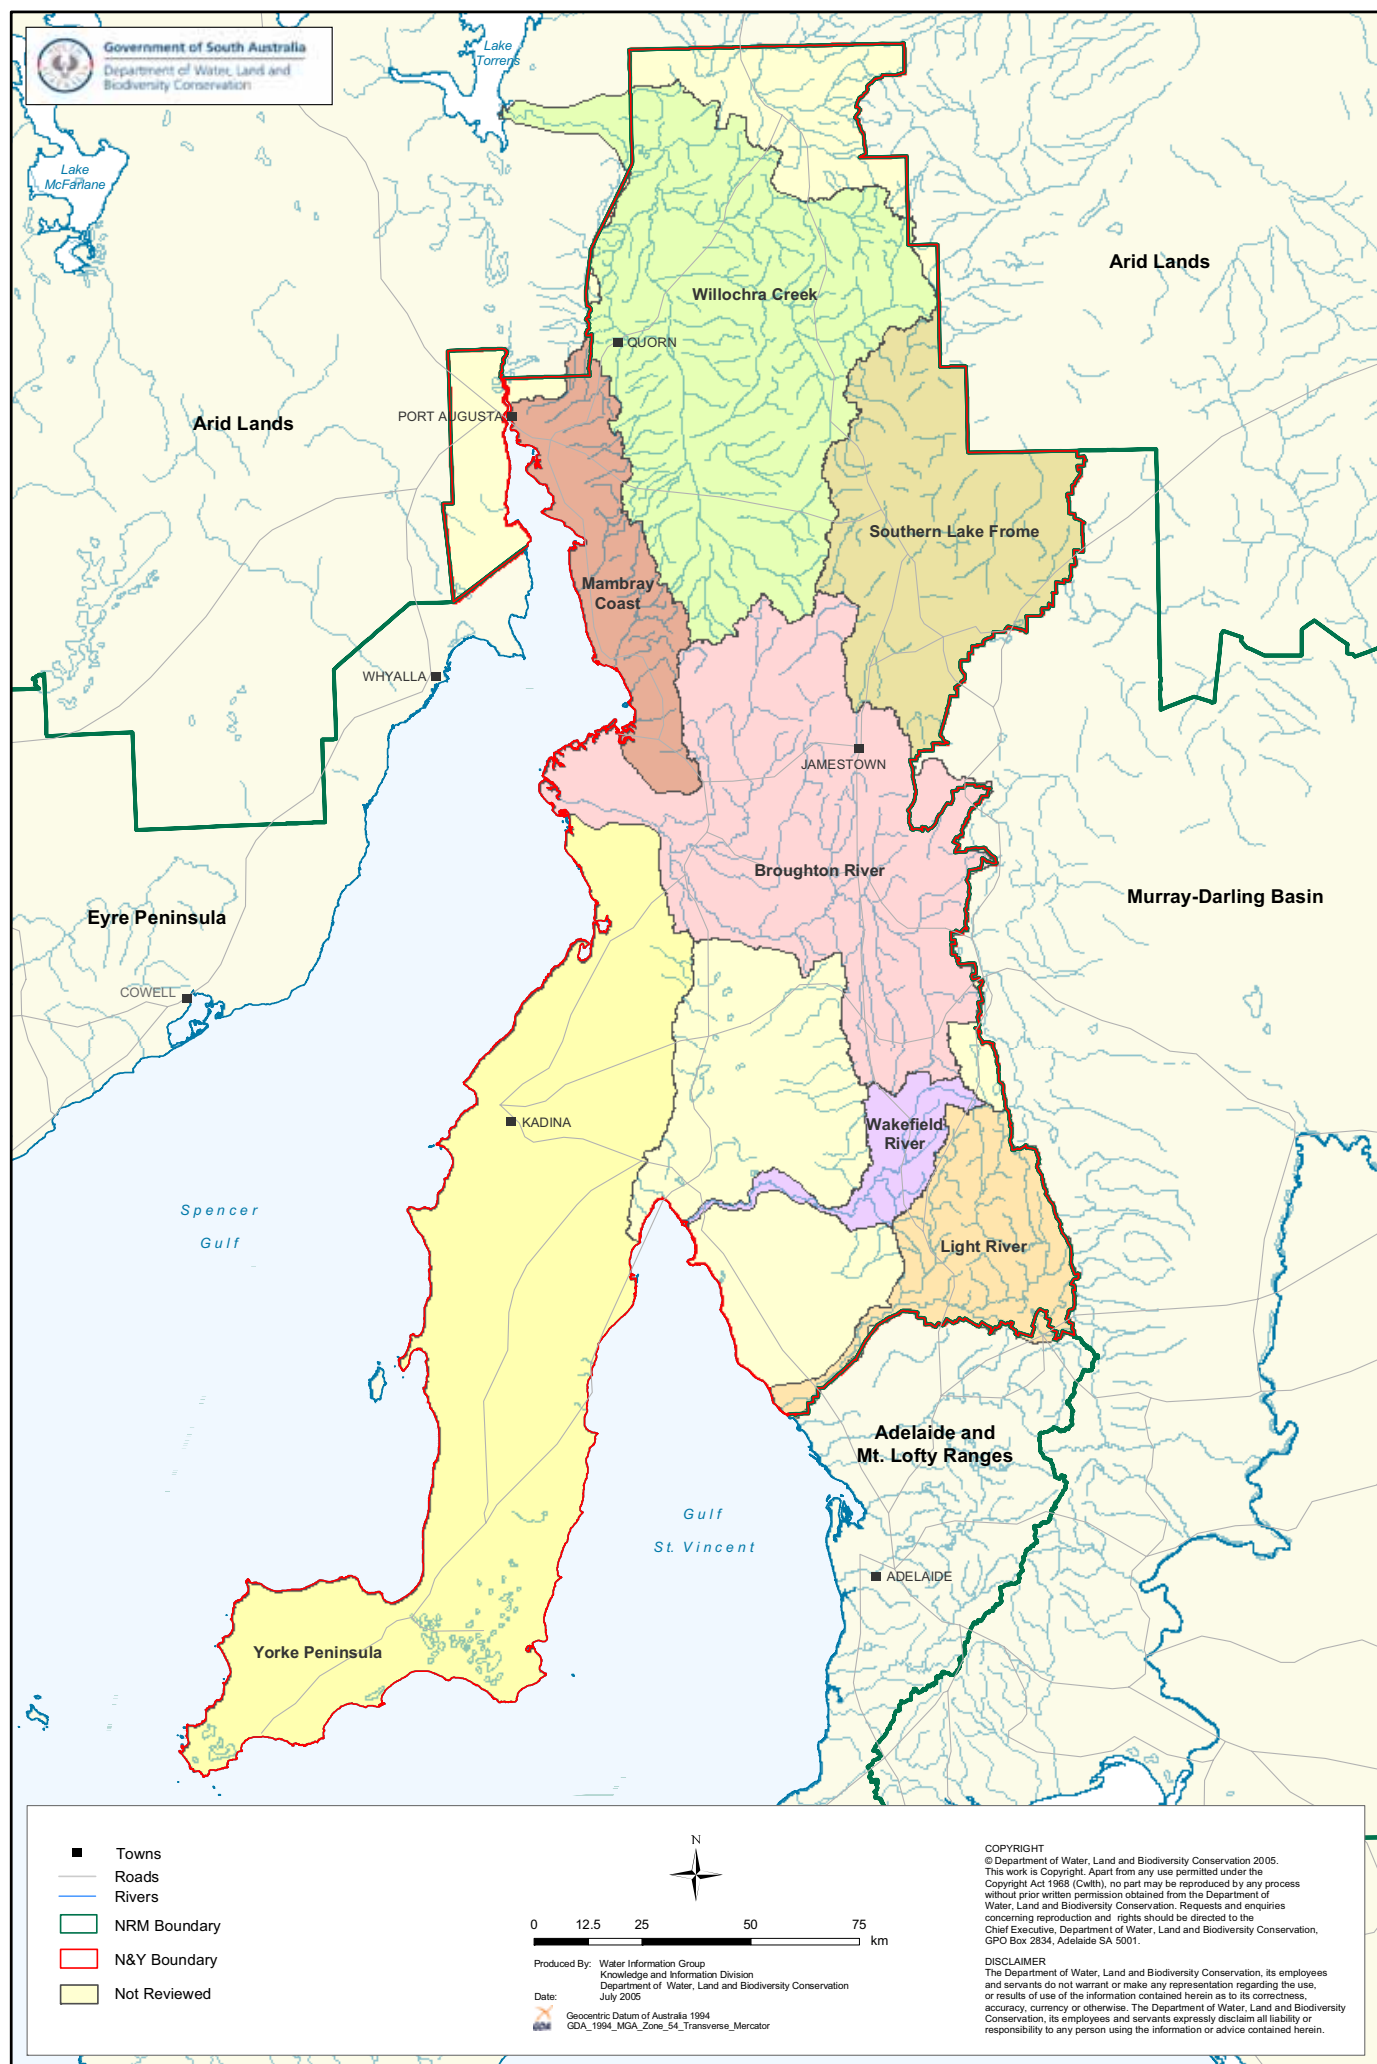 Government of South Australia
Department of Water, Land and
Biodiversity Conservation
Lake
Torrens
Lake
McFarlane
Arid Lands
Willochra Creek
QUORN
Arid Lands
PORT AUGUSTA
Southern Lake Frome
Mambray
Coast
WHYALLA
JAMESTOWN
Broughton River
Murray-Darling Basin
Eyre Peninsula
COWELL
KADINA
Wakefield
River
Spencer
Gulf
Light River
Adelaide and
Mt. Lofty Ranges
Gulf
St. Vincent
ADELAIDE
Yorke Peninsula
Towns
Roads
Rivers
NRM Boundary
N&Y Boundary
Not Reviewed
N
0 12.5 25 50 75
km
Produced By: Water Information Group
Knowledge and Information Division
Department of Water, Land and Biodiversity Conservation
Date: July 2005
Geocentric Datum of Australia 1994
GDA_1994_MGA_Zone_54_Transverse_Mercator
COPYRIGHT
© Department of Water, Land and Biodiversity Conservation 2005.
This work is Copyright. Apart from any use permitted under the
Copyright Act 1968 (Cwlth), no part may be reproduced by any process
without prior written permission obtained from the Department of
Water, Land and Biodiversity Conservation. Requests and enquiries
concerning reproduction and rights should be directed to the
Chief Executive, Department of Water, Land and Biodiversity Conservation,
GPO Box 2834, Adelaide SA 5001.
DISCLAIMER
The Department of Water, Land and Biodiversity Conservation, its employees
and servants do not warrant or make any representation regarding the use,
or results of use of the information contained herein as to its correctness,
accuracy, currency or otherwise. The Department of Water, Land and Biodiversity
Conservation, its employees and servants expressly disclaim all liability or
responsibility to any person using the information or advice contained herein.